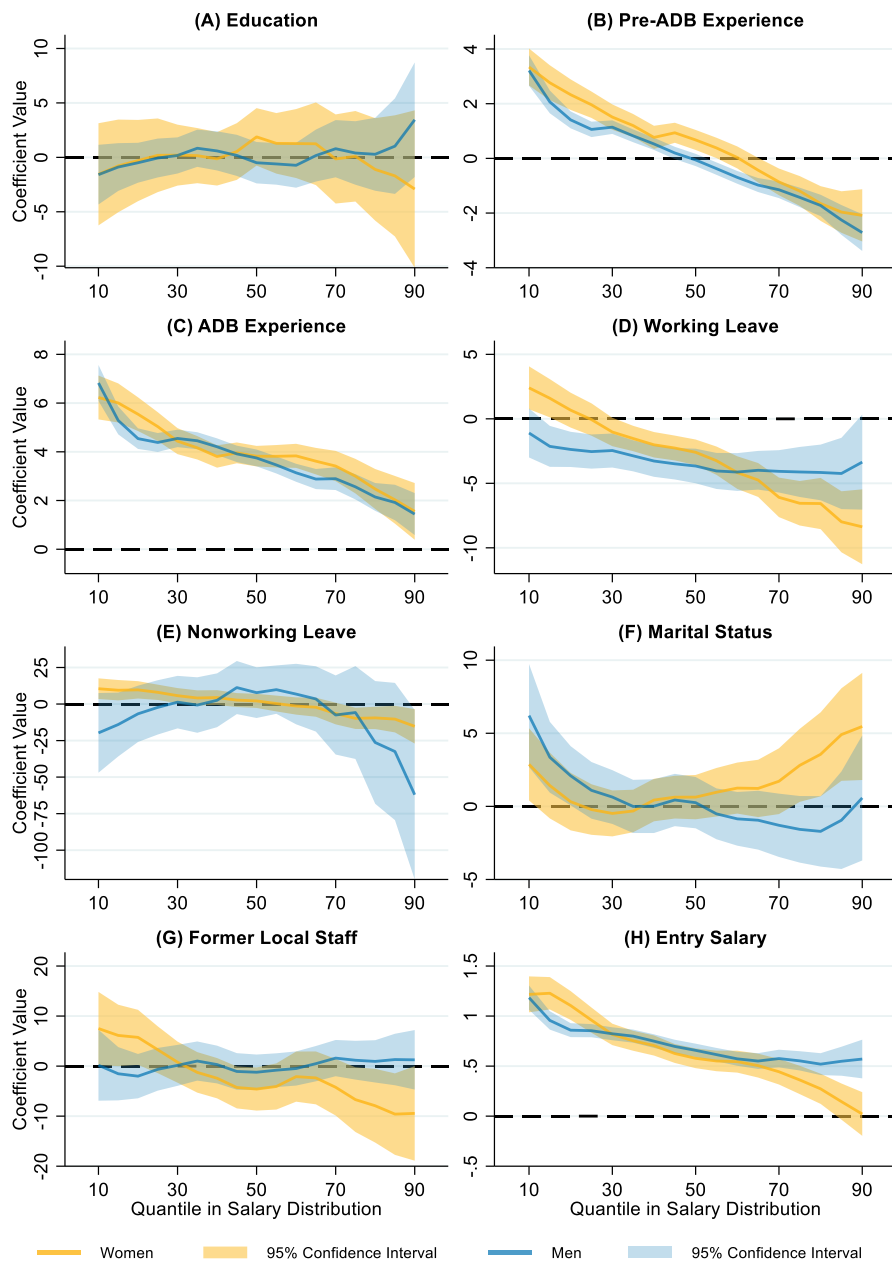 (A) Education
Coefficient Value
10
5
0
-5
-10
10 30 50 70 90
(B) Pre-ADB Experience
4
2
0
-2
-4
10 30 50 70 90
(C) ADB Experience
Coefficient Value
8
6
4
2
0
10 30 50 70 90
(D) Working Leave
5
0
-5
-10
10 30 50 70 90
(E) Nonworking Leave
Coefficient Value
25
0
-25
-50
-75
-100
10 30 50 70 90
(F) Marital Status
10
5
0
-5
10 30 50 70 90
(G) Former Local Staff
Coefficient Value
20
10
0
-10
-20
10 30 50 70 90
Quantile in Salary Distribution
(H) Entry Salary
1.5
1
.5
0
-.5
10 30 50 70 90
Quantile in Salary Distribution
Women 95% Confidence Interval Men 95% Confidence Interval